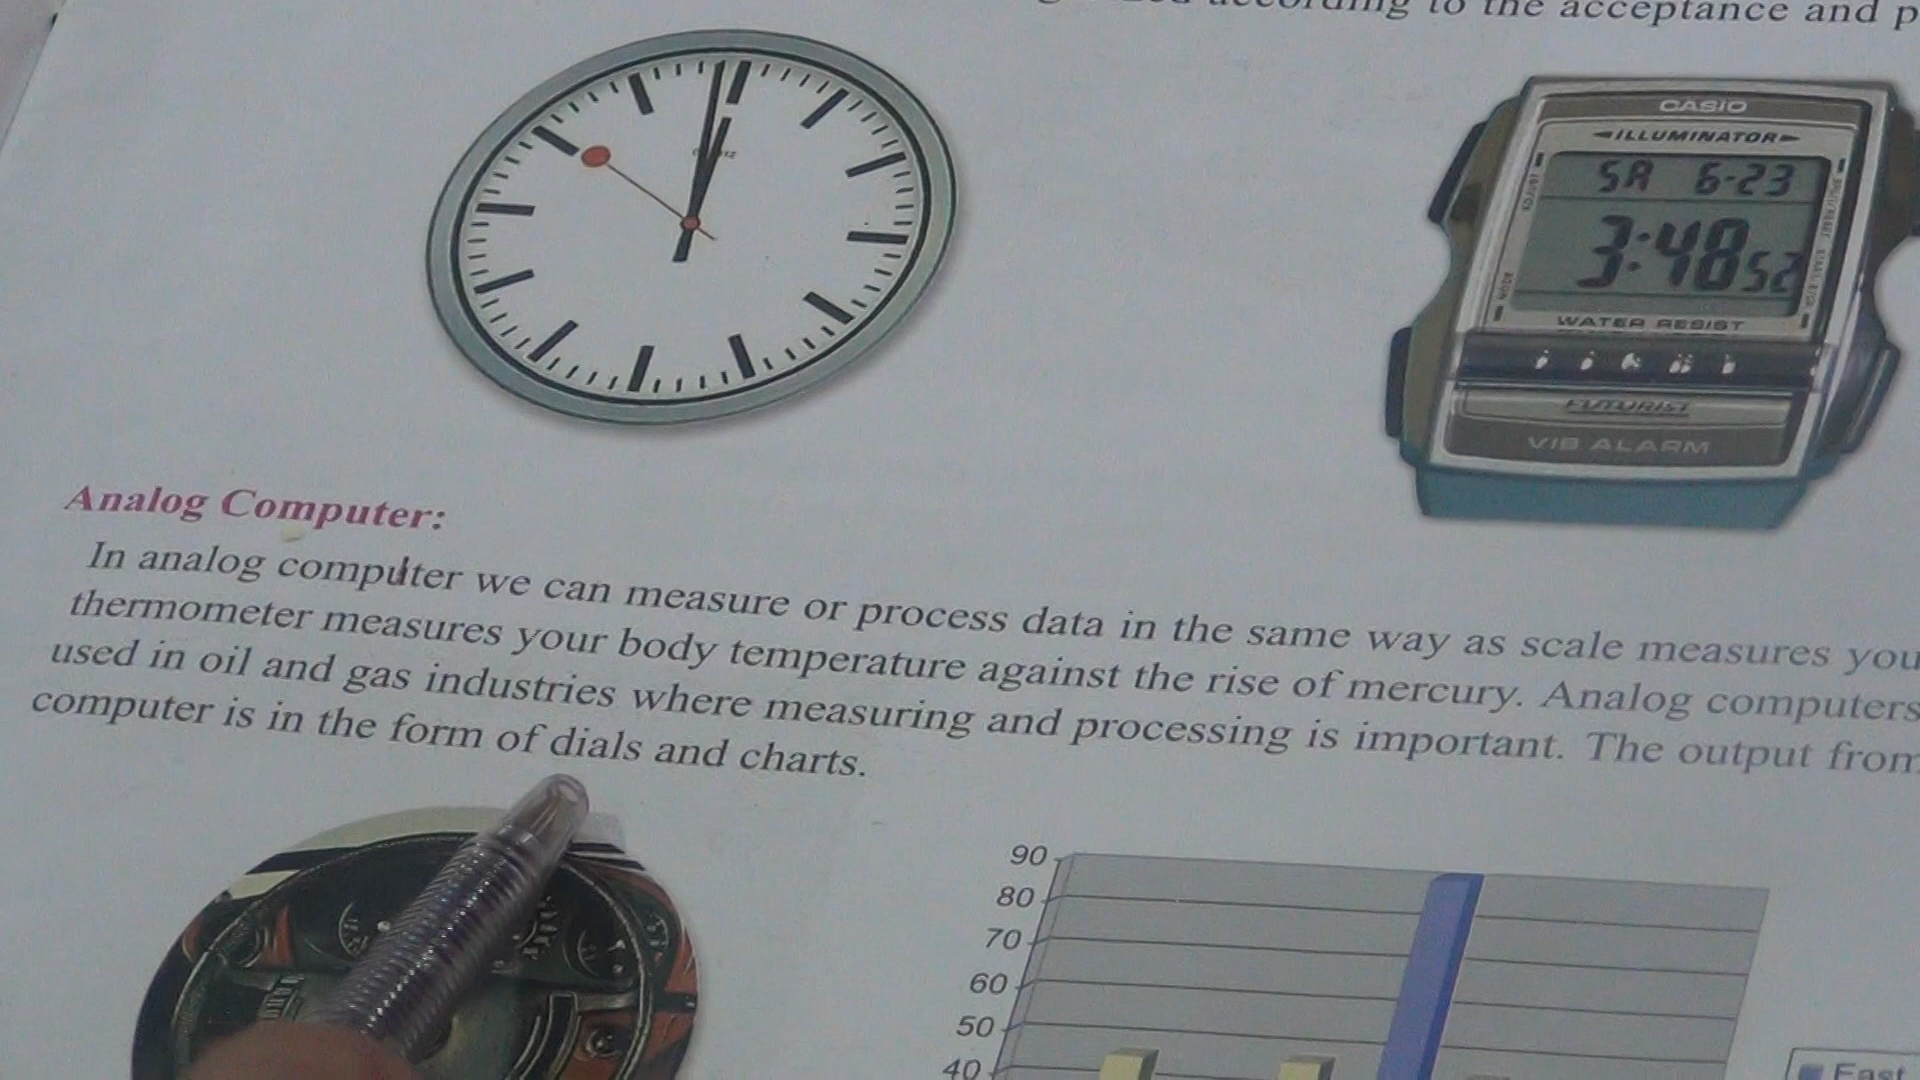 according to the acceptance and p
CASIO
ILLUMINATOR
SA 6-23
3:48 52
WATER RESIST
FUTURIST
VIB ALARM
Analog Computer:
In analog computer we can measure or process data in the same way as scale measures you
thermometer measures your body temperature against the rise of mercury. Analog computers
used in oil and gas industries where measuring and processing is important. The output from
computer is in the form of dials and charts.
90
80
70
60
50
40
East